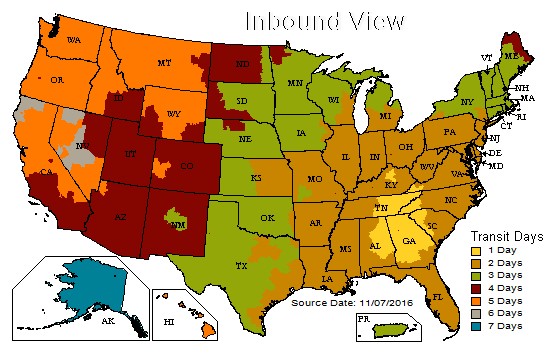 Inbound View
WA
MT
ND
MN
ME
VT
NH
MA
RI
CT
OR
ID
WY
SD
WI
MI
NY
PA
NJ
DE
MD
NV
UT
CO
NE
IA
IL
IN
OH
WV
VA
CA
AZ
NM
KS
MO
KY
NC
OK
AR
TN
SC
TX
LA
MS
AL
GA
FL
AK
HI
PR
Source Date: 11/07/2016
Transit Days
1 Day
2 Days
3 Days
4 Days
5 Days
6 Days
7 Days